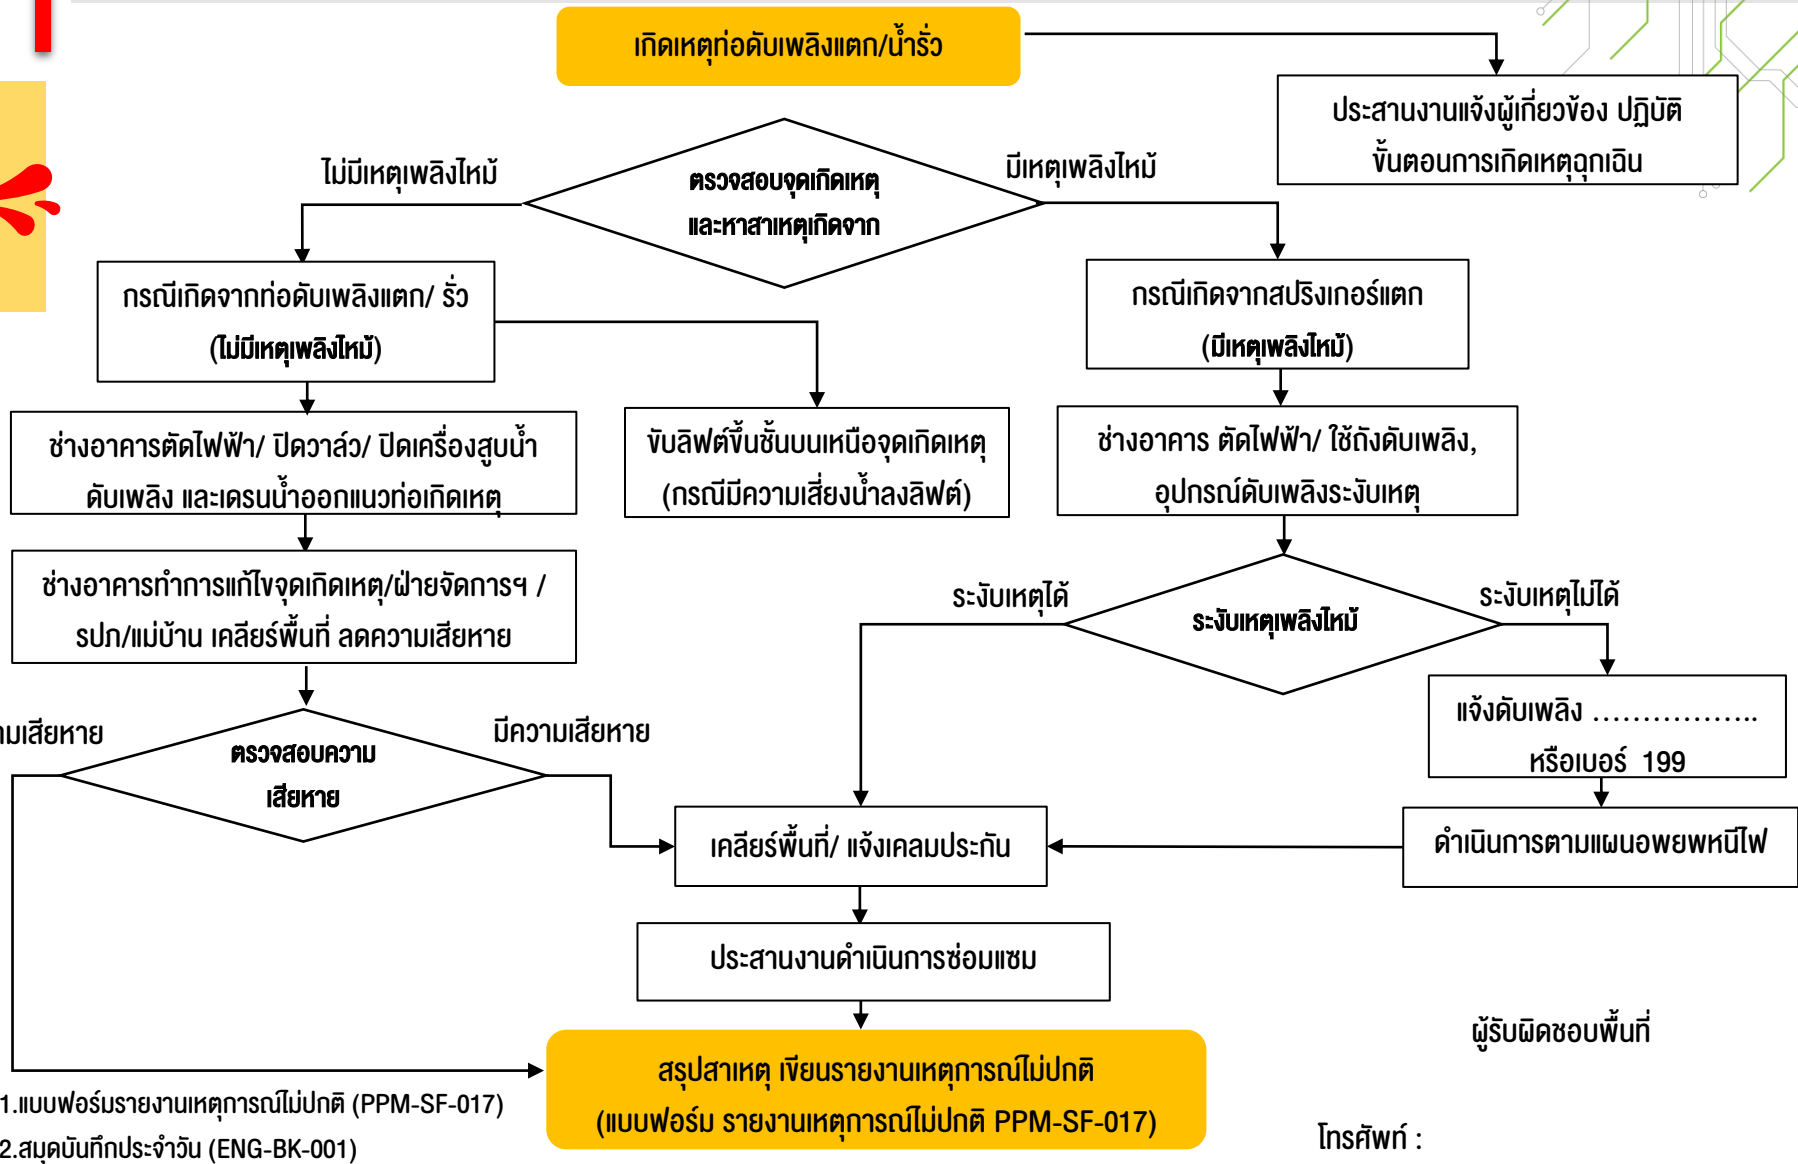 เกิดเหตุท่อดับเพลิงแตก/น้ำรั่ว
ประสานงานแจ้งผู้เกี่ยวข้อง ปฏิบัติ
ขั้นตอนการเกิดเหตุฉุกเฉิน
ไม่มีเหตุเพลิงไหม้
ตรวจสอบจุดเกิดเหตุ
และหาสาเหตุเกิดจาก
มีเหตุเพลิงไหม้
กรณีเกิดจากท่อดับเพลิงแตก/ รั่ว
(ไม่มีเหตุเพลิงไหม้)
กรณีเกิดจากสปริงเกอร์แตก
(มีเหตุเพลิงไหม้)
ช่างอาคารตัดไฟฟ้า/ ปิดวาล์ว/ ปิดเครื่องสูบน้ำ
ดับเพลิง และเดรนน้ำออกแนวท่อเกิดเหตุ
ขับลิฟต์ขึ้นชั้นบนเหนือจุดเกิดเหตุ
(กรณีมีความเสี่ยงน้ำลงลิฟต์)
ช่างอาคาร ตัดไฟฟ้า/ ใช้ถังดับเพลิง,
อุปกรณ์ดับเพลิงระงับเหตุ
ช่างอาคารทำการแก้ไขจุดเกิดเหตุ/ฝ่ายจัดการฯ /
รปภ/แม่บ้าน เคลียร์พื้นที่ ลดความเสียหาย
ระงับเหตุได้
ระงับเหตุเพลิงไหม้
ระงับเหตุไม่ได้
แจ้งดับเพลิง ……………..
หรือเบอร์ 199
ามเสียหาย
ตรวจสอบความ
เสียหาย
มีความเสียหาย
เคลียร์พื้นที่/ แจ้งเคลมประกัน
ดำเนินการตามแผนอพยพหนีไฟ
ประสานงานดำเนินการซ่อมแซม
ผู้รับผิดชอบพื้นที่
สรุปสาเหตุ เขียนรายงานเหตุการณ์ไม่ปกติ
(แบบฟอร์ม รายงานเหตุการณ์ไม่ปกติ PPM-SF-017)
1.แบบฟอร์มรายงานเหตุการณ์ไม่ปกติ (PPM-SF-017)
2.สมุดบันทึกประจำวัน (ENG-BK-001)
โทรศัพท์ :